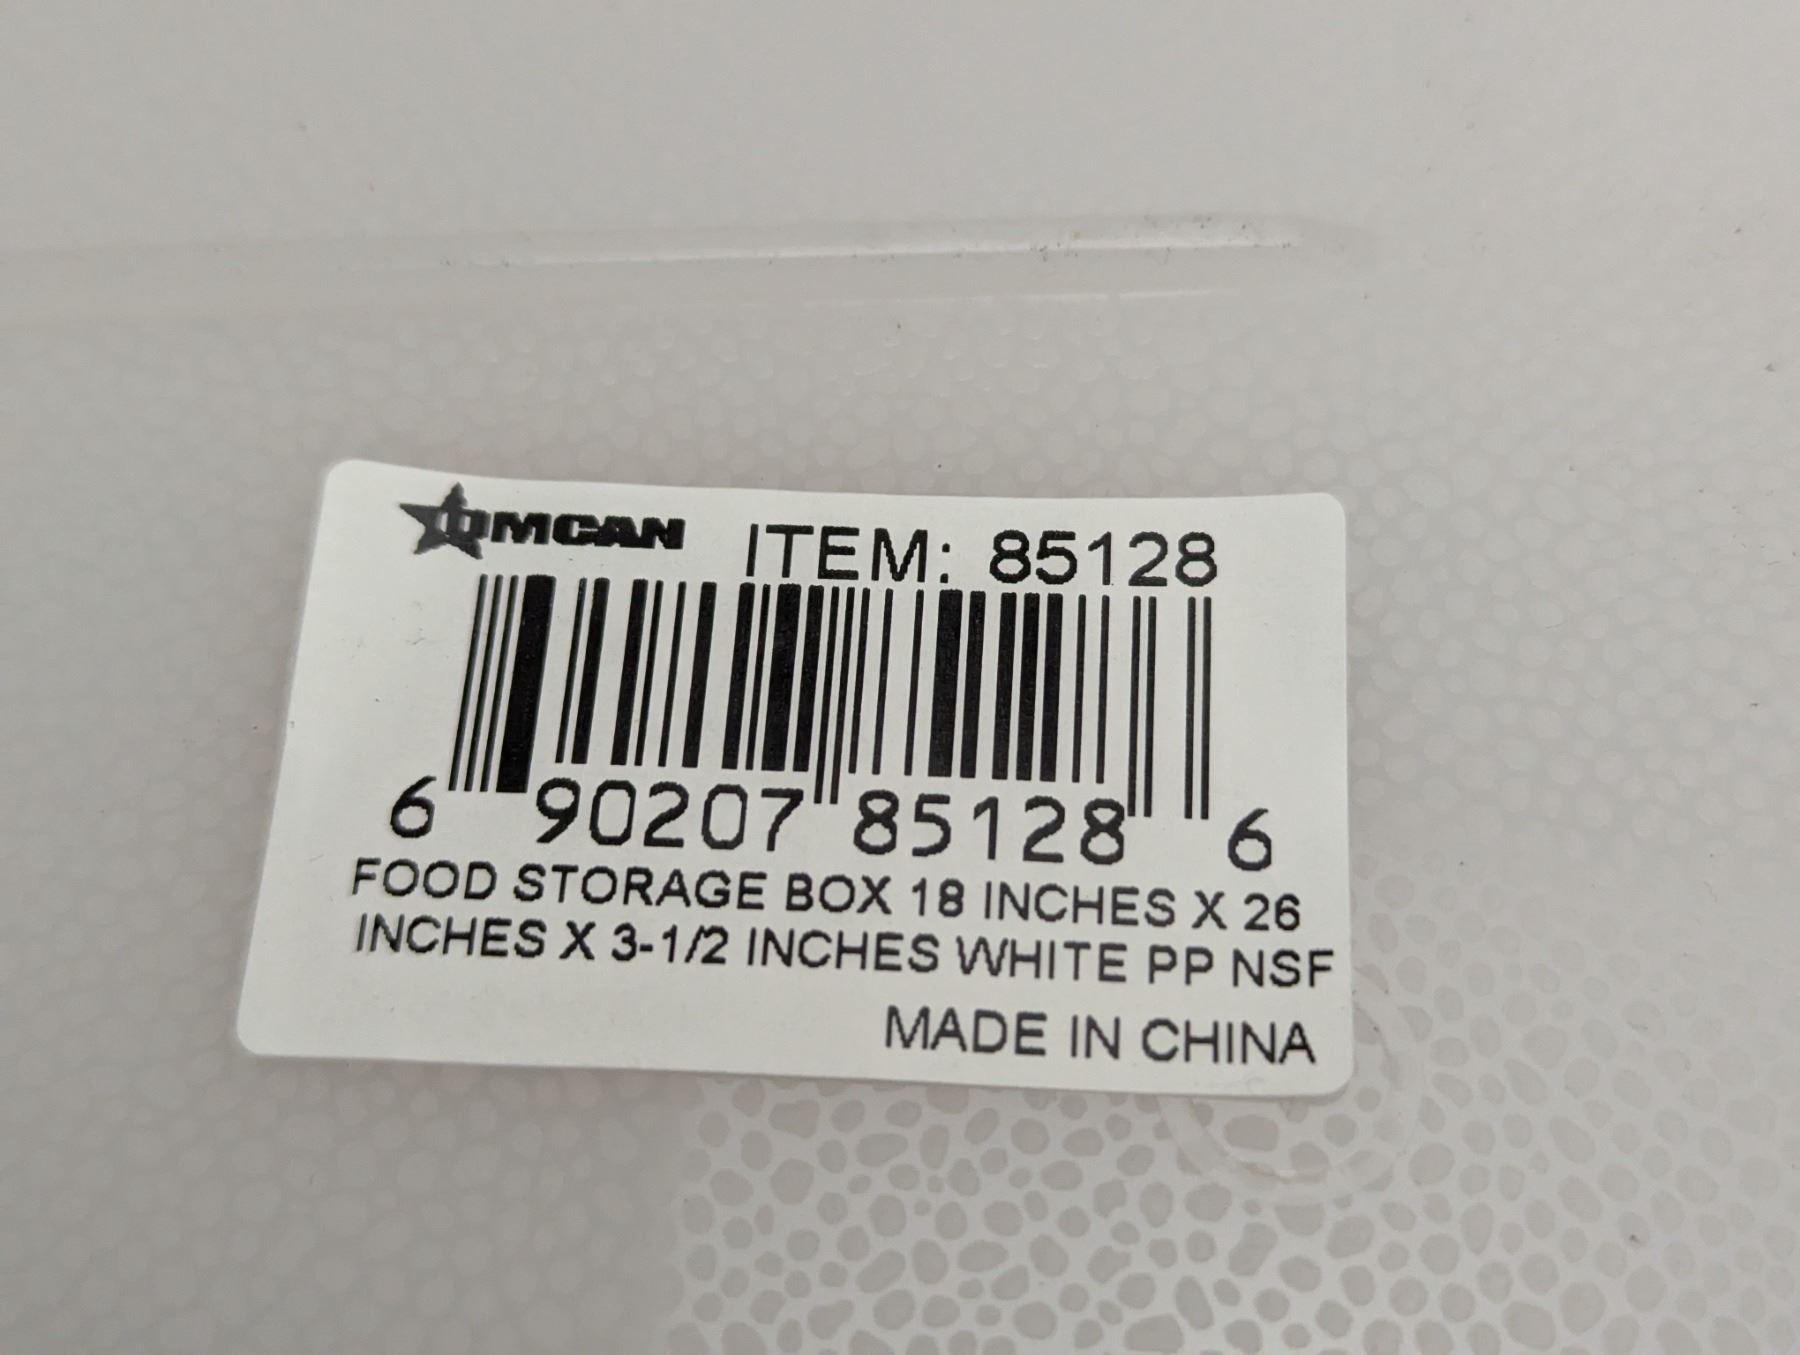 OMCAN ITEM: 85128
6 90207 85128 6
FOOD STORAGE BOX 18 INCHES X 26
INCHES X 3-1/2 INCHES WHITE PP NSF
MADE IN CHINA